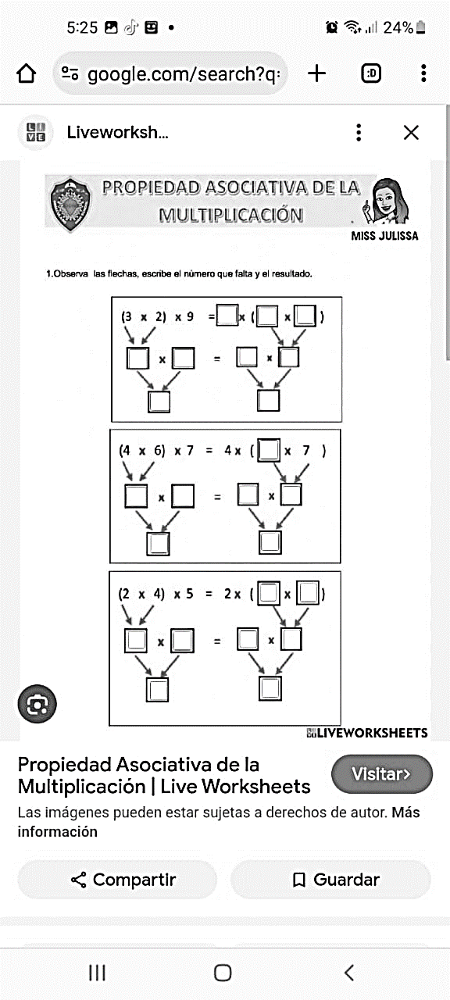 5:25 24%
google.com/search?q=
:D
LIVE Liveworksh...
PROPIEDAD ASOCIATIVA DE LA
MULTIPLICACIÓN
MISS JULISSA
1.Observa las flechas, escribe el número que falta y el resultado.
(3 x 2) x 9 = x ( x )
x = x
(4 x 6) x 7 = 4 x ( x 7 )
x = x
(2 x 4) x 5 = 2 x ( x )
x = x
LIVEWORKSHEETS
Propiedad Asociativa de la
Multiplicación | Live Worksheets
Visitar>
Las imágenes pueden estar sujetas a derechos de autor. Más
información
Compartir
Guardar